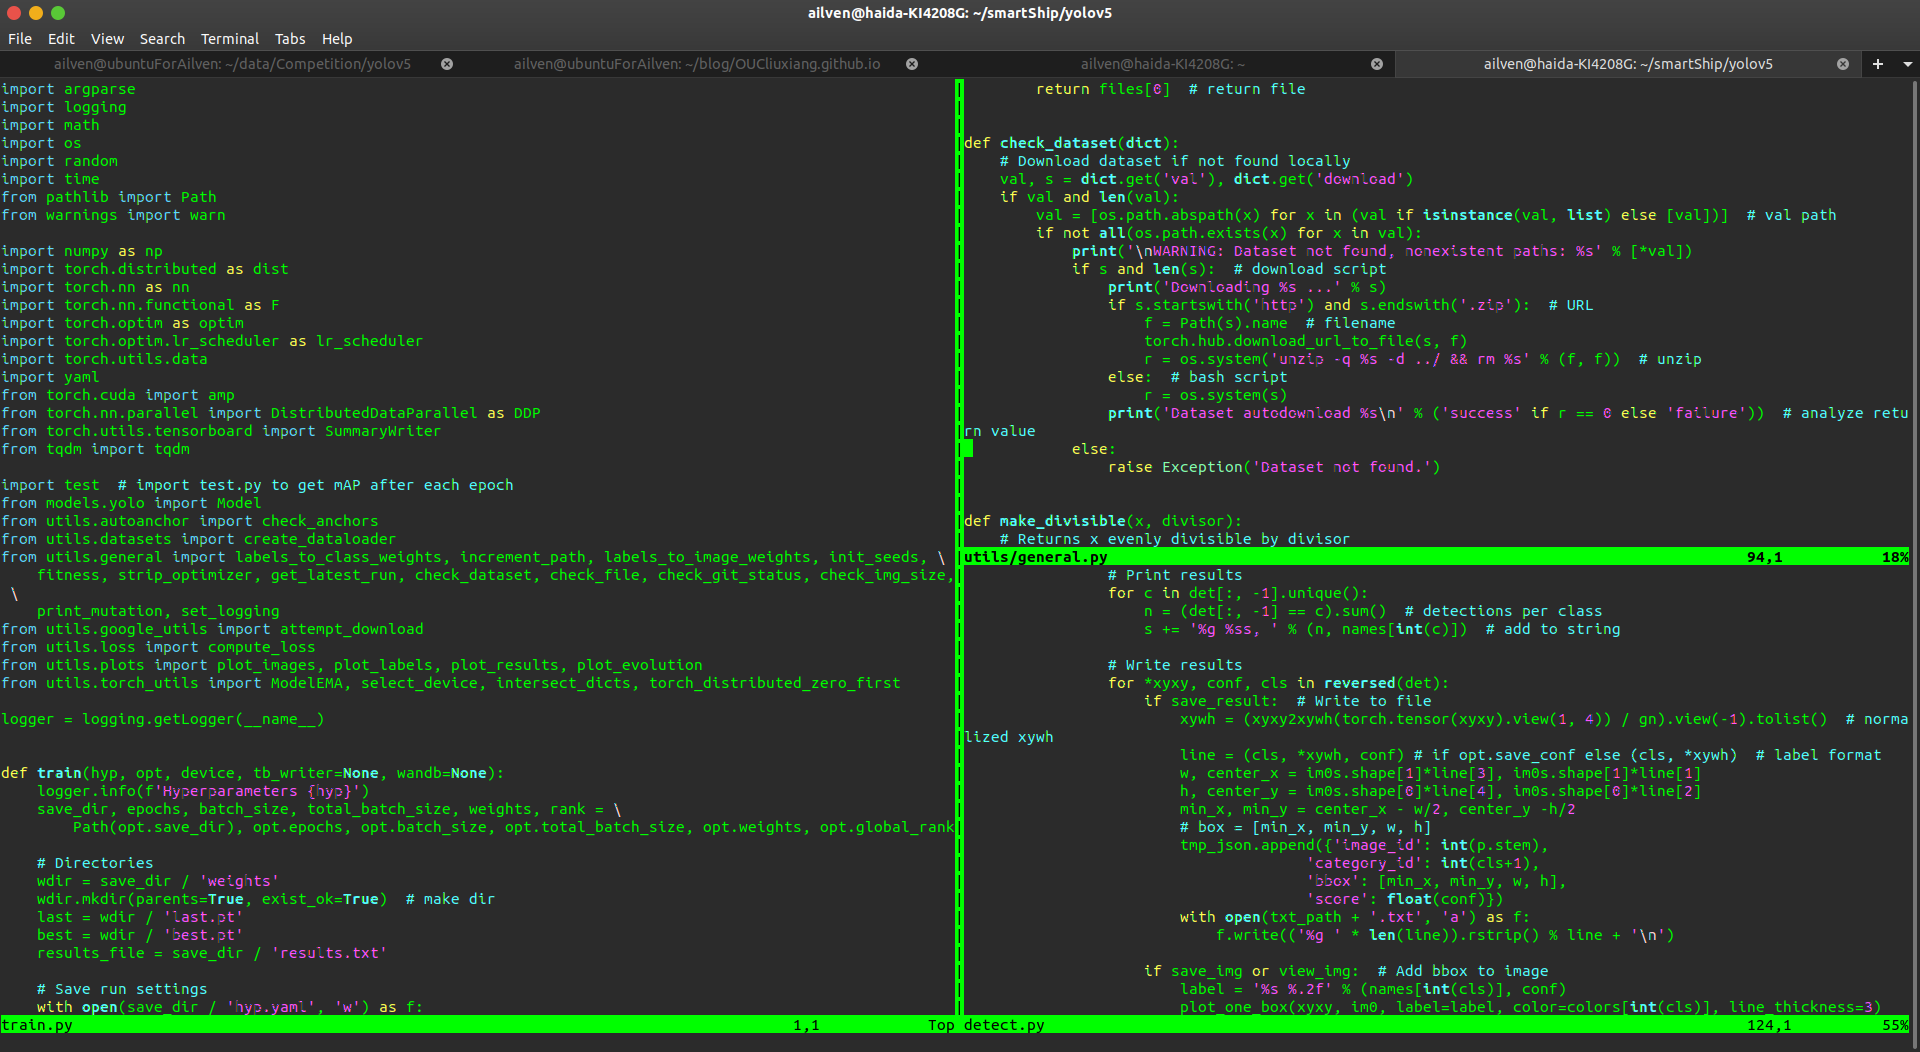 ailven@haida-KI4208G: ~/smartShip/yolov5
File Edit View Search Terminal Tabs Help
ailven@ubuntuForAilven: ~/data/Competition/yolov5
ailven@ubuntuForAilven: ~/blog/OUCliuxiang.github.io
ailven@haida-KI4208G: ~
ailven@haida-KI4208G: ~/smartShip/yolov5
import argparse
import logging
import math
import os
import random
import time
from pathlib import Path
from warnings import warn

import numpy as np
import torch.distributed as dist
import torch.nn as nn
import torch.nn.functional as F
import torch.optim as optim
import torch.optim.lr_scheduler as lr_scheduler
import torch.utils.data
import yaml
from torch.cuda import amp
from torch.nn.parallel import DistributedDataParallel as DDP
from torch.utils.tensorboard import SummaryWriter
from tqdm import tqdm

import test  # import test.py to get mAP after each epoch
from models.yolo import Model
from utils.autoanchor import check_anchors
from utils.datasets import create_dataloader
from utils.general import labels_to_class_weights, increment_path, labels_to_image_weights, init_seeds, \
    fitness, strip_optimizer, get_latest_run, check_dataset, check_file, check_git_status, check_img_size,
 \
    print_mutation, set_logging
from utils.google_utils import attempt_download
from utils.loss import compute_loss
from utils.plots import plot_images, plot_labels, plot_results, plot_evolution
from utils.torch_utils import ModelEMA, select_device, intersect_dicts, torch_distributed_zero_first

logger = logging.getLogger(__name__)


def train(hyp, opt, device, tb_writer=None, wandb=None):
    logger.info(f'Hyperparameters {hyp}')
    save_dir, epochs, batch_size, total_batch_size, weights, rank = \
        Path(opt.save_dir), opt.epochs, opt.batch_size, opt.total_batch_size, opt.weights, opt.global_rank

    # Directories
    wdir = save_dir / 'weights'
    wdir.mkdir(parents=True, exist_ok=True)  # make dir
    last = wdir / 'last.pt'
    best = wdir / 'best.pt'
    results_file = save_dir / 'results.txt'

    # Save run settings
    with open(save_dir / 'hyp.yaml', 'w') as f:
train.py 1,1 Top
        return files[0]  # return file


def check_dataset(dict):
    # Download dataset if not found locally
    val, s = dict.get('val'), dict.get('download')
    if val and len(val):
        val = [os.path.abspath(x) for x in (val if isinstance(val, list) else [val])]  # val path
        if not all(os.path.exists(x) for x in val):
            print('\nWARNING: Dataset not found, nonexistent paths: %s' % [*val])
            if s and len(s):  # download script
                print('Downloading %s ...' % s)
                if s.startswith('http') and s.endswith('.zip'):  # URL
                    f = Path(s).name  # filename
                    torch.hub.download_url_to_file(s, f)
                    r = os.system('unzip -q %s -d ../ && rm %s' % (f, f))  # unzip
                else:  # bash script
                    r = os.system(s)
                print('Dataset autodownload %s\n' % ('success' if r == 0 else 'failure'))  # analyze retu
rn value
            else:
                raise Exception('Dataset not found.')


def make_divisible(x, divisor):
    # Returns x evenly divisible by divisor
utils/general.py 94,1 18%
                # Print results
                for c in det[:, -1].unique():
                    n = (det[:, -1] == c).sum()  # detections per class
                    s += '%g %ss, ' % (n, names[int(c)])  # add to string

                # Write results
                for *xyxy, conf, cls in reversed(det):
                    if save_result:  # Write to file
                        xywh = (xyxy2xywh(torch.tensor(xyxy).view(1, 4)) / gn).view(-1).tolist()  # norma
lized xywh
                        line = (cls, *xywh, conf) # if opt.save_conf else (cls, *xywh)  # label format
                        w, center_x = im0s.shape[1]*line[3], im0s.shape[1]*line[1]
                        h, center_y = im0s.shape[0]*line[4], im0s.shape[0]*line[2]
                        min_x, min_y = center_x - w/2, center_y -h/2
                        # box = [min_x, min_y, w, h]
                        tmp_json.append({'image_id': int(p.stem),
                                      'category_id': int(cls+1),
                                      'bbox': [min_x, min_y, w, h],
                                      'score': float(conf)})
                        with open(txt_path + '.txt', 'a') as f:
                            f.write(('%g ' * len(line)).rstrip() % line + '\n')

                    if save_img or view_img:  # Add bbox to image
                        label = '%s %.2f' % (names[int(cls)], conf)
                        plot_one_box(xyxy, im0, label=label, color=colors[int(cls)], line_thickness=3)
detect.py 124,1 55%